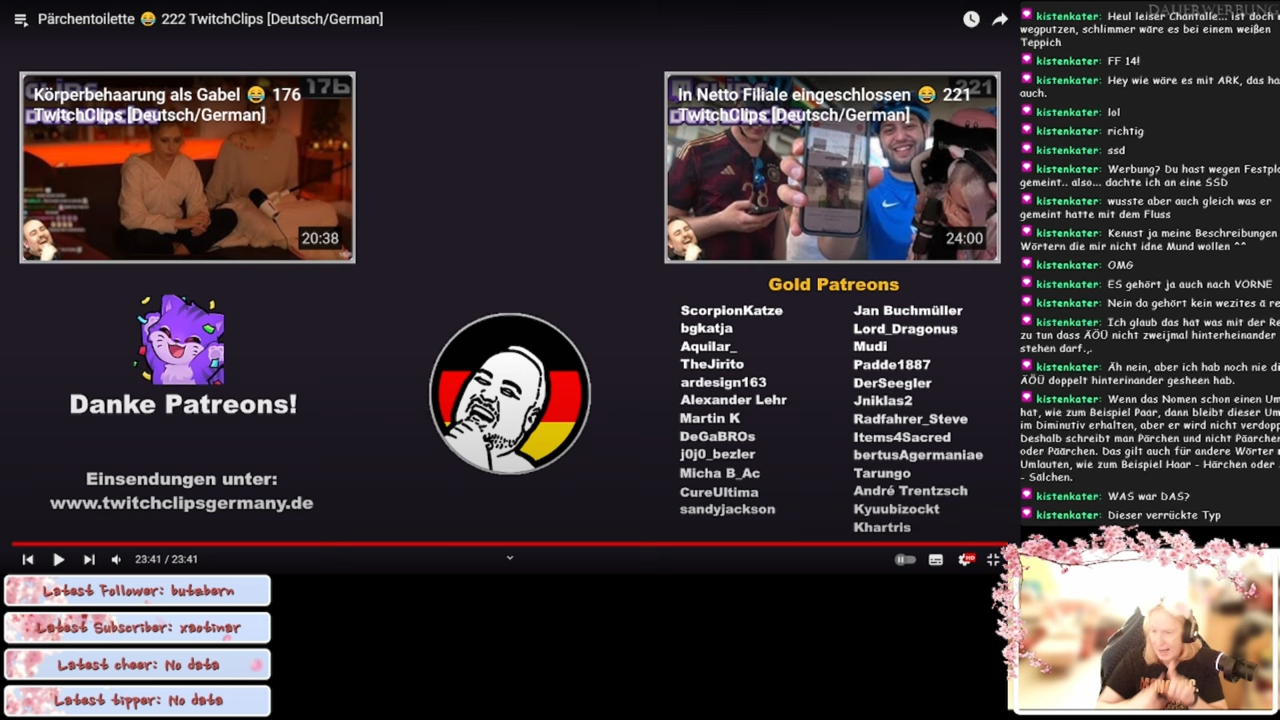 Pärchentoilette 😂 222 TwitchClips [Deutsch/German]
Körperbehaarung als Gabel 😂 176
TwitchClips [Deutsch/German]
20:38
In Netto Filiale eingeschlossen 😂 221
TwitchClips [Deutsch/German]
24:00
Gold Patreons
ScorpionKatze
bgkatja
Aquilar_
TheJirito
ardesign163
Alexander Lehr
Martin K
DeGaBROs
j0j0_bezler
Micha B_Ac
CureUltima
sandyjackson
Jan Buchmüller
Lord_Dragonus
Mudi
Padde1887
DerSeegler
Jniklas2
Radfahrer_Steve
Items4Sacred
bertusAgermaniae
Tarungo
André Trentzsch
Kyuubizockt
Khartris
Danke Patreons!
Einsendungen unter:
www.twitchclipsgermany.de
23:41 / 23:41
HD
Latest Follower: butabern
Latest Subscriber: xaotinar
Latest cheer: No data
Latest tipper: No data
DAUERWERBUNG
kistenkater: Heul leiser Chantalle... ist doch
wegputzen, schlimmer wäre es bei einem weißen
Teppich
kistenkater: FF 14!
kistenkater: Hey wie wäre es mit ARK, das
auch.
kistenkater: lol
kistenkater: richtig
kistenkater: ssd
kistenkater: Werbung? Du hast wegen
gemeint.. also... dachte ich an eine SSD
kistenkater: wusste aber auch gleich was er
gemeint hatte mit dem Fluss
kistenkater: Kennst ja meine Beschreibungen
Wörtern die mir nicht idne Mund wollen ^^
kistenkater: OMG
kistenkater: ES gehört ja auch nach VORNE
kistenkater: Nein da gehört kein wezites ä
kistenkater: Ich glaub das hat was mit der
zu tun dass ÄÖÜ nicht zweijmal hinterheinander
stehen darf.,.
kistenkater: Äh nein, aber ich hab noch nie
ÄÖÜ doppelt hinterinander gesheen hab.
kistenkater: Wenn das Nomen schon einen
hat, wie zum Beispiel Paar, dann bleibt dieser
im Diminutiv erhalten, aber er wird nicht
Deshalb schreibt man Pärchen und nicht
oder Päärchen. Das gilt auch für andere Wörter
Umlauten, wie zum Beispiel Haar - Härchen oder
- Sälchen.
kistenkater: WAS war DAS?
kistenkater: Dieser verrückte Typ